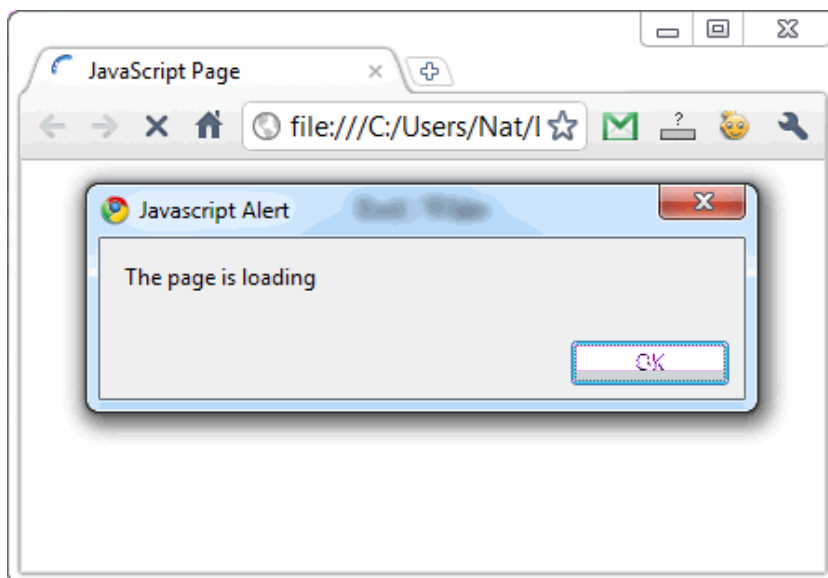 JavaScript Page
file:///C:/Users/Nat/
?
Javascript Alert
The page is loading
OK